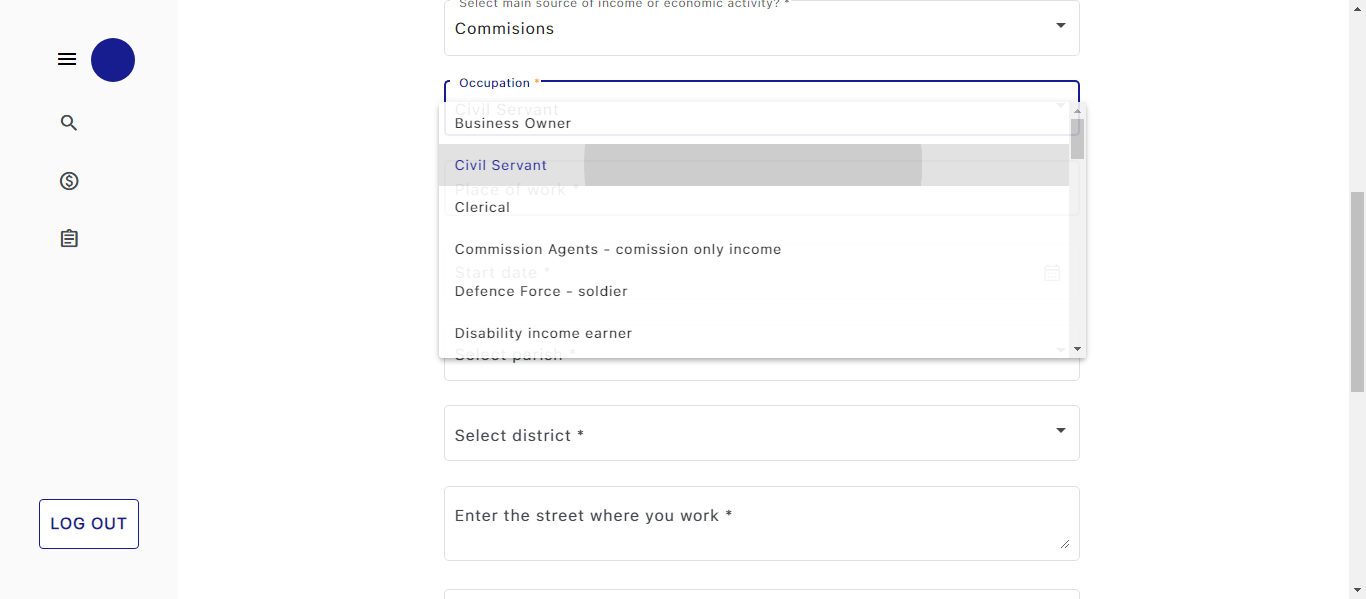 Select main source of income or economic activity? *
Commisions
Occupation *
Civil Servant
Business Owner
Civil Servant
Place of work *
Clerical
Commission Agents - comission only income
Start date *
Defence Force - soldier
Disability income earner
Select parish *
Select district *
Enter the street where you work *
LOG OUT